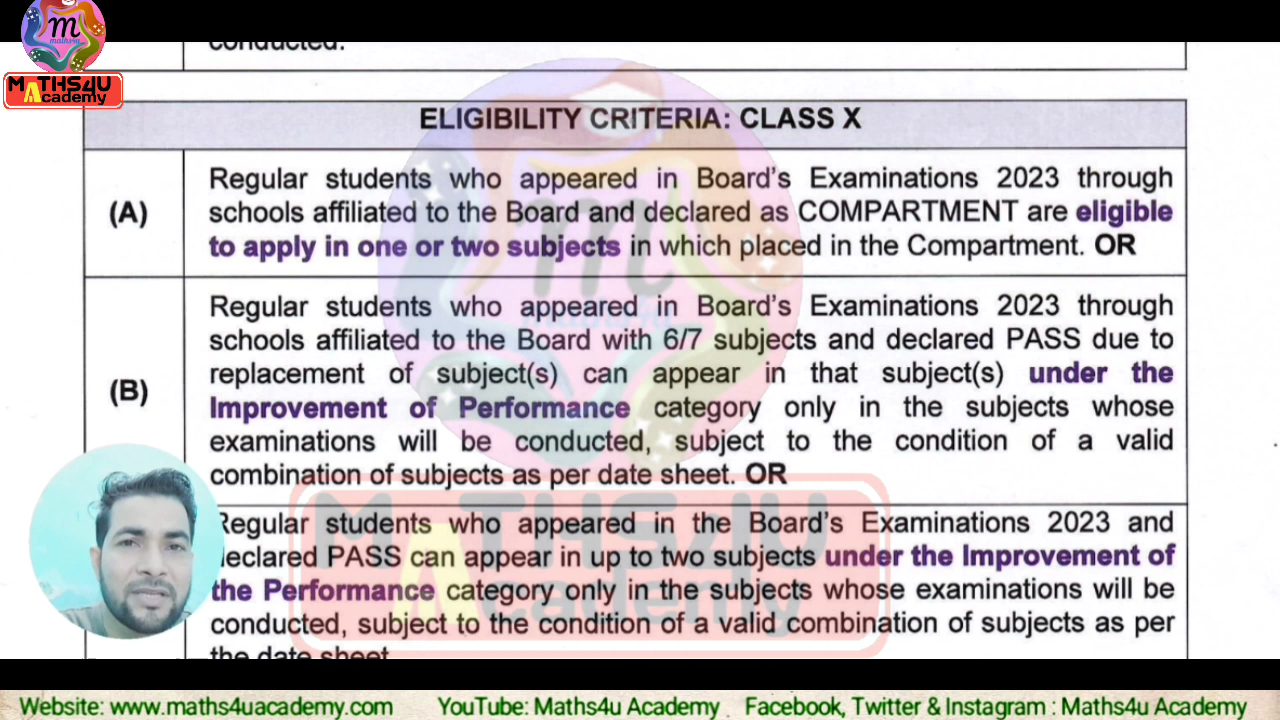 m
maths4u
MATHS4U
Academy
conducted.
ELIGIBILITY CRITERIA: CLASS X
(A)
Regular students who appeared in Board's Examinations 2023 through
schools affiliated to the Board and declared as COMPARTMENT are eligible
to apply in one or two subjects in which placed in the Compartment. OR
(B)
Regular students who appeared in Board's Examinations 2023 through
schools affiliated to the Board with 6/7 subjects and declared PASS due to
replacement of subject(s) can appear in that subject(s) under the
Improvement of Performance category only in the subjects whose
examinations will be conducted, subject to the condition of a valid
combination of subjects as per date sheet. OR
Regular students who appeared in the Board's Examinations 2023 and
declared PASS can appear in up to two subjects under the Improvement of
the Performance category only in the subjects whose examinations will be
conducted, subject to the condition of a valid combination of subjects as per
the date sheet
m
maths4u
MATHS4U
Academy
Website: www.maths4uacademy.com YouTube: Maths4u Academy Facebook, Twitter & Instagram : Maths4u Academy